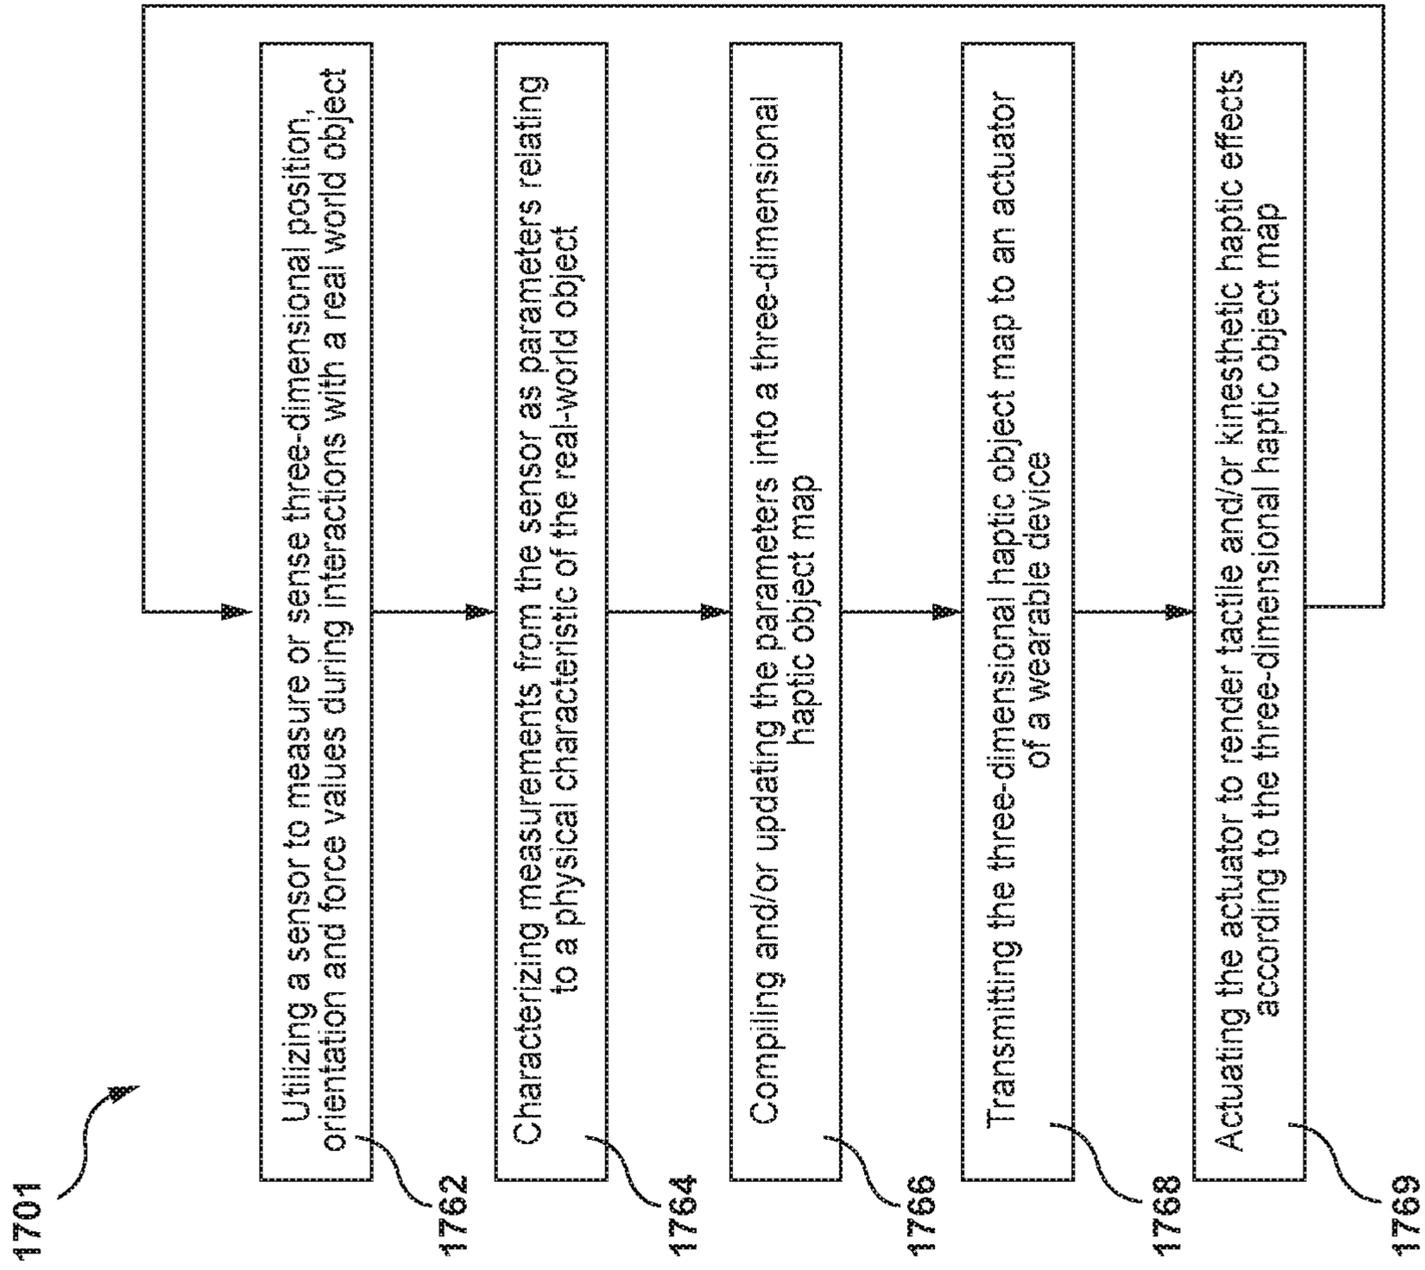 1701
Utilizing a sensor to measure or sense three-dimensional position,
orientation and force values during interactions with a real world object
1762
Characterizing measurements from the sensor as parameters relating
to a physical characteristic of the real-world object
1764
Compiling and/or updating the parameters into a three-dimensional
haptic object map
1766
Transmitting the three-dimensional haptic object map to an actuator
of a wearable device
1768
Actuating the actuator to render tactile and/or kinesthetic haptic effects
according to the three-dimensional haptic object map
1769